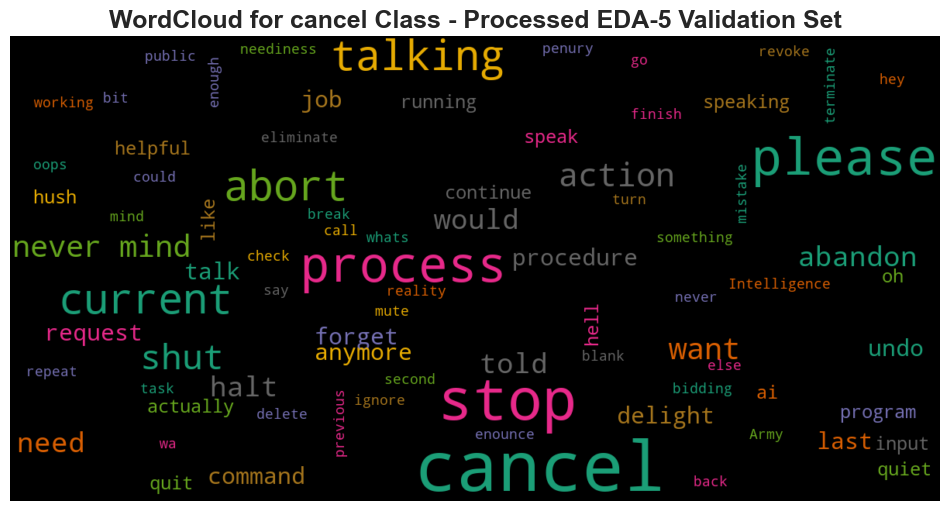 WordCloud for cancel Class - Processed EDA-5 Validation Set
public
neediness
talking
penury
go
revoke
hey
working
bit
enough
job
running
finish
speaking
terminate
oops
helpful
eliminate
speak
please
hush
could
abort
continue
action
turn
mistake
mind
like
break
call
would
whats
something
never mind
talk
check
process
procedure
abandon
oh
current
say
reality
mute
never
Intelligence
request
forget
hell
anymore
shut
told
blank
want
else
undo
repeat
task
halt
second
stop
bidding
ai
actually
delete
previous
ignore
delight
program
need
wa
enounce
Army
last
input
quit
command
cancel
back
quiet